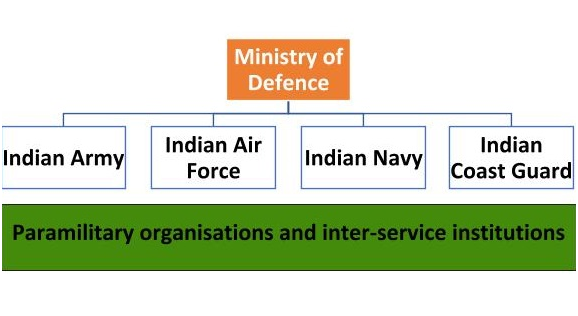 Ministry of
Defence
Indian Army
Indian Air
Force
Indian Navy
Indian
Coast Guard
Paramilitary organisations and inter-service institutions